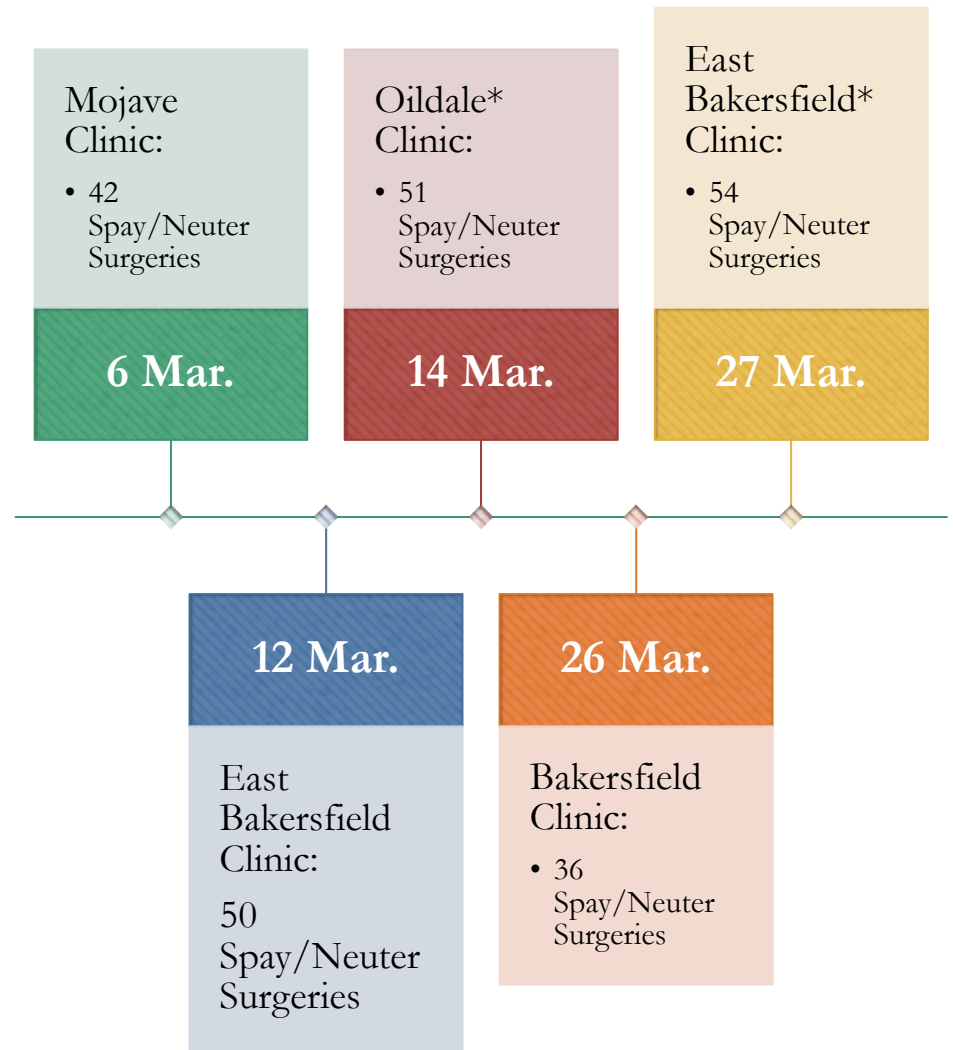 Mojave
Clinic:
• 42
Spay/Neuter
Surgeries
6 Mar.
Oildale*
Clinic:
• 51
Spay/Neuter
Surgeries
14 Mar.
East
Bakersfield*
Clinic:
• 54
Spay/Neuter
Surgeries
27 Mar.
12 Mar.
East
Bakersfield
Clinic:
50
Spay/Neuter
Surgeries
26 Mar.
Bakersfield
Clinic:
• 36
Spay/Neuter
Surgeries